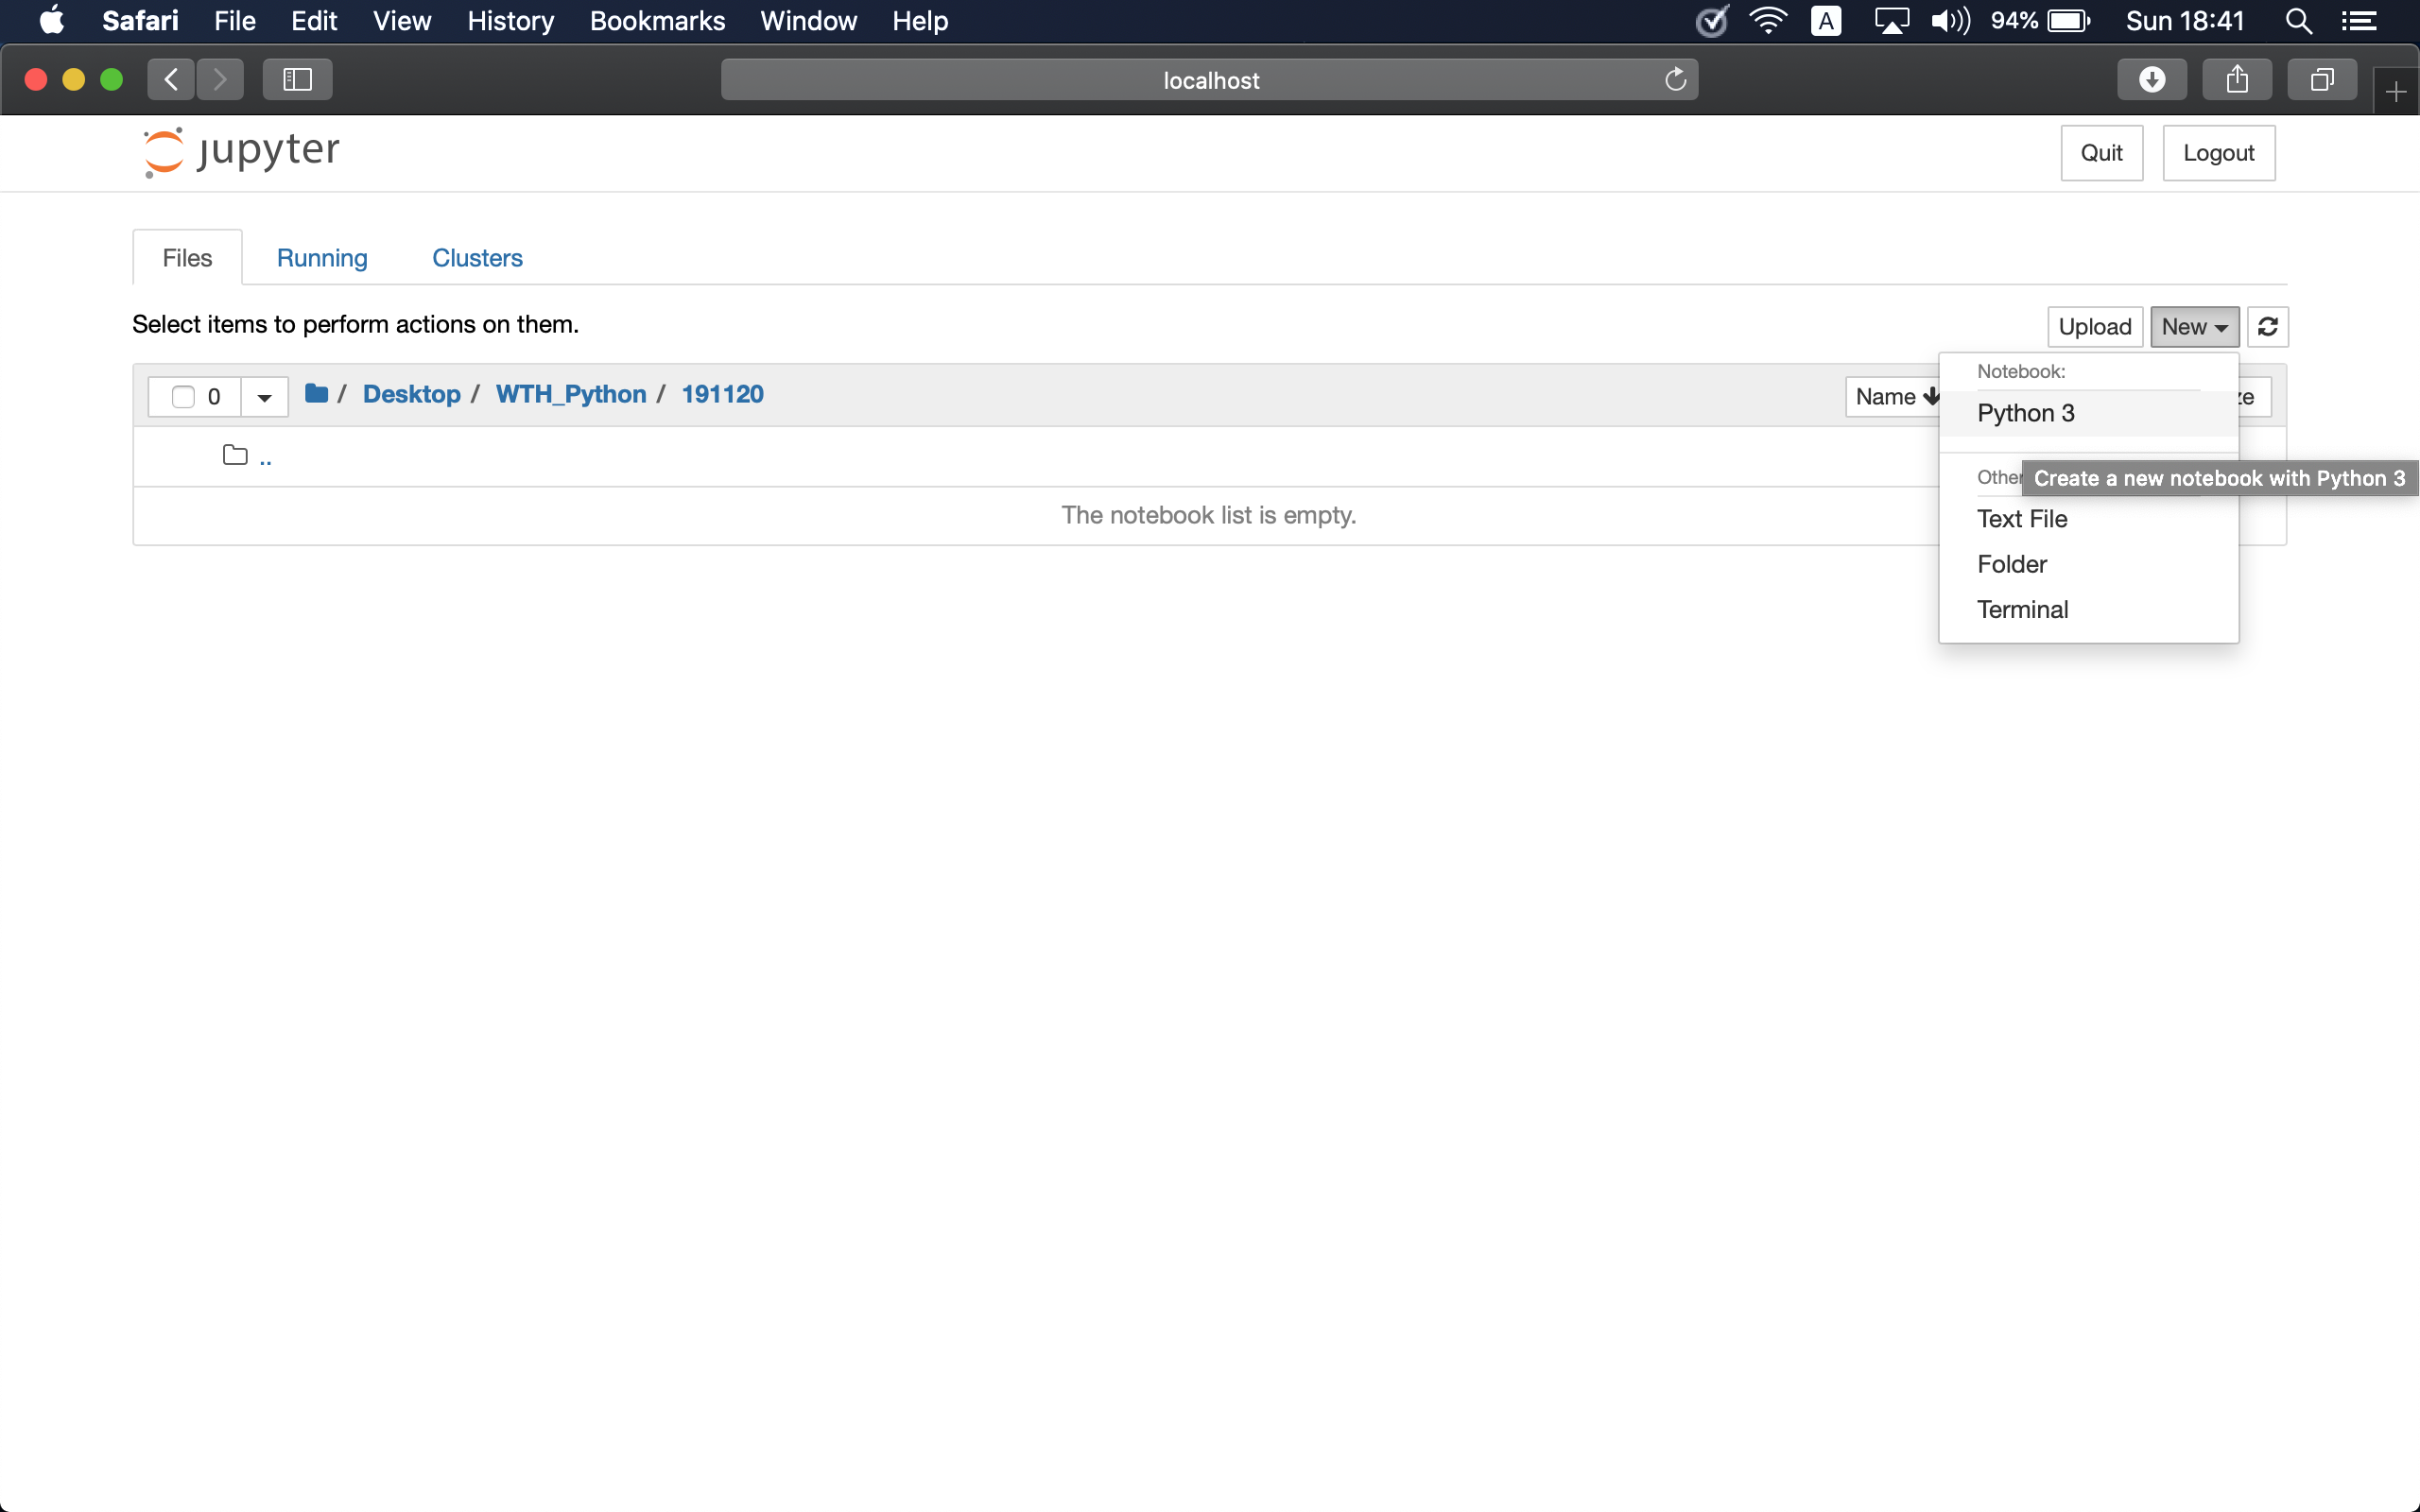 Safari File Edit View History Bookmarks Window Help A 94% Sun 18:41
localhost
jupyter Quit Logout
Files Running Clusters
Select items to perform actions on them. Upload New
0 / Desktop / WTH_Python / 191120 Name
Notebook:
Python 3
..
Other
Create a new notebook with Python 3
The notebook list is empty.
Text File
Folder
Terminal